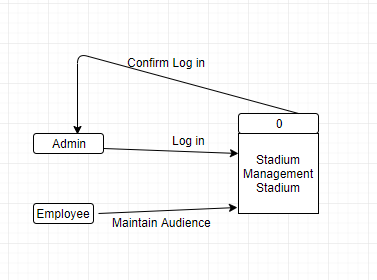 Confirm Log in
0
Admin
Log in
Stadium
Management
Stadium
Employee
Maintain Audience